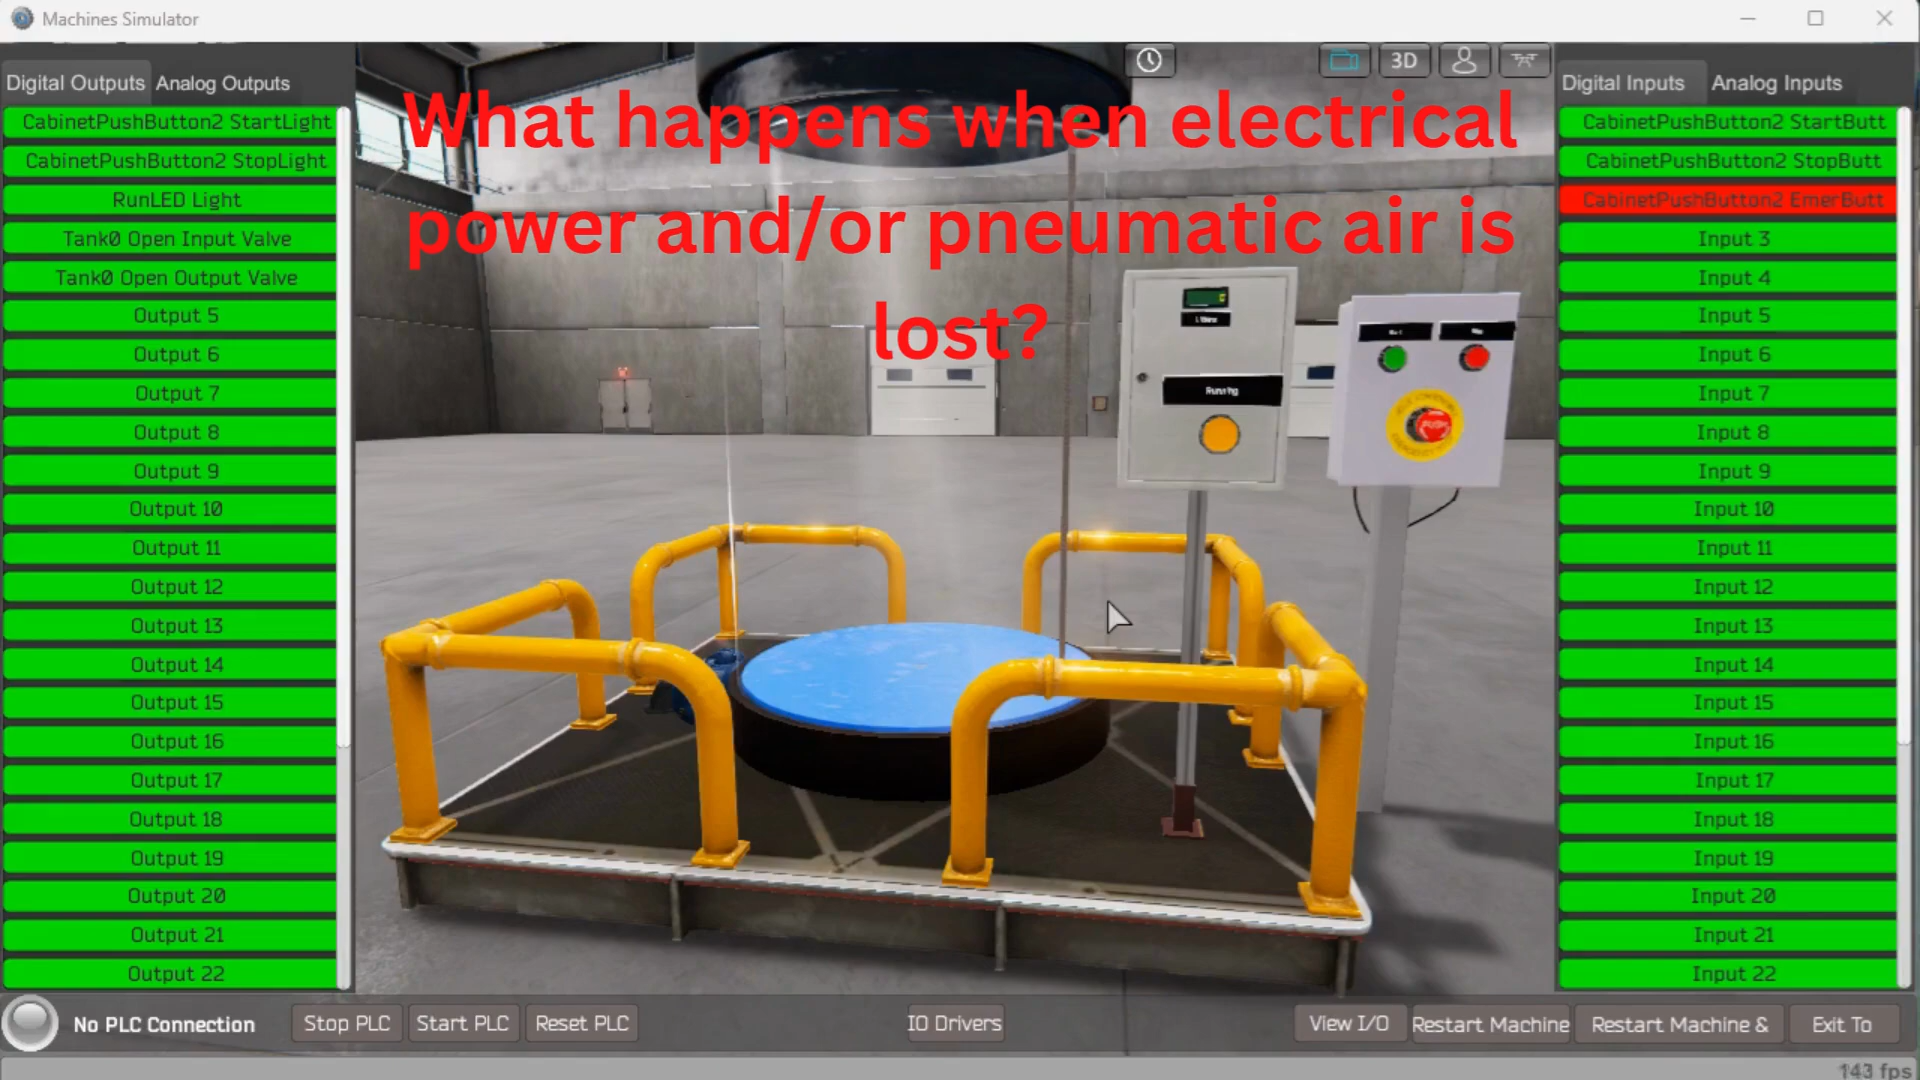 Machines Simulator
Digital Outputs
Analog Outputs
CabinetPushButton2 StartLight
CabinetPushButton2 StopLight
RunLED Light
Tank0 Open Input Valve
Tank0 Open Output Valve
Output 5
Output 6
Output 7
Output 8
Output 9
Output 10
Output 11
Output 12
Output 13
Output 14
Output 15
Output 16
Output 17
Output 18
Output 19
Output 20
Output 21
Output 22
3D
What happens when electrical
power and/or pneumatic air is
lost?
Running
Digital Inputs
Analog Inputs
CabinetPushButton2 StartButt
CabinetPushButton2 StopButt
CabinetPushButton2 EmerButt
Input 3
Input 4
Input 5
Input 6
Input 7
Input 8
Input 9
Input 10
Input 11
Input 12
Input 13
Input 14
Input 15
Input 16
Input 17
Input 18
Input 19
Input 20
Input 21
Input 22
No PLC Connection
Stop PLC
Start PLC
Reset PLC
IO Drivers
View I/O
Restart Machine
Restart Machine &
Exit To
143 fps